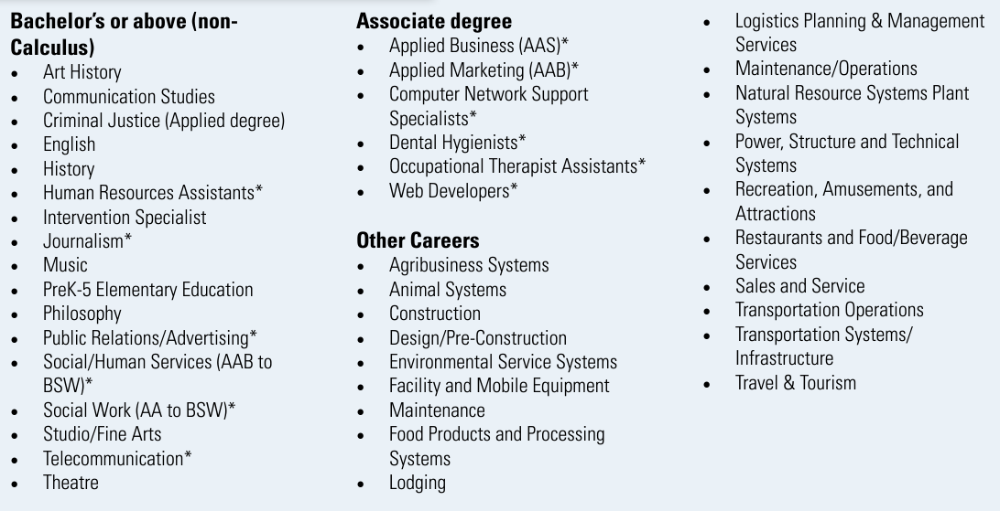 Bachelor's or above (non-
Calculus)
• Art History
• Communication Studies
• Criminal Justice (Applied degree)
• English
• History
• Human Resources Assistants*
• Intervention Specialist
• Journalism*
• Music
• PreK-5 Elementary Education
• Philosophy
• Public Relations/Advertising*
• Social/Human Services (AAB to
BSW)*
• Social Work (AA to BSW)*
• Studio/Fine Arts
• Telecommunication*
• Theatre
Associate degree
• Applied Business (AAS)*
• Applied Marketing (AAB)*
• Computer Network Support
Specialists*
• Dental Hygienists*
• Occupational Therapist Assistants*
• Web Developers*
Other Careers
• Agribusiness Systems
• Animal Systems
• Construction
• Design/Pre-Construction
• Environmental Service Systems
• Facility and Mobile Equipment
• Maintenance
• Food Products and Processing
Systems
• Lodging
• Logistics Planning & Management
Services
• Maintenance/Operations
• Natural Resource Systems Plant
Systems
• Power, Structure and Technical
Systems
• Recreation, Amusements, and
Attractions
• Restaurants and Food/Beverage
Services
• Sales and Service
• Transportation Operations
• Transportation Systems/
Infrastructure
• Travel & Tourism